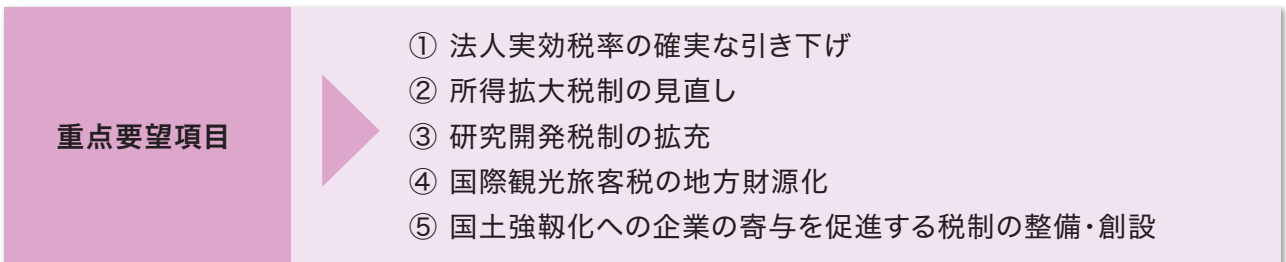 重点要望項目
① 法人実効税率の確実な引き下げ
② 所得拡大税制の見直し
③ 研究開発税制の拡充
④ 国際観光旅客税の地方財源化
⑤ 国土強靱化への企業の寄与を促進する税制の整備・創設